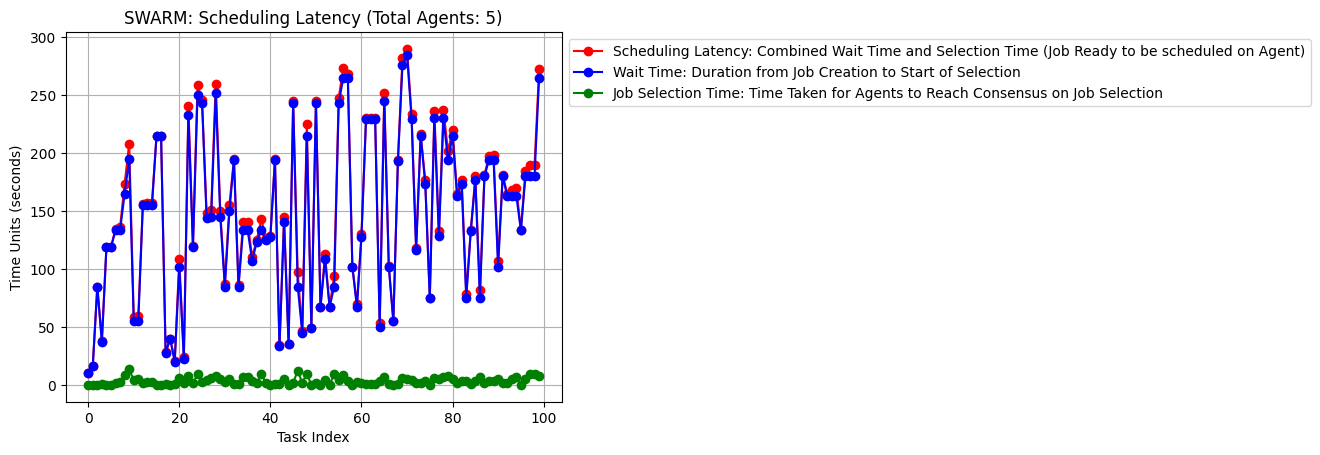 SWARM: Scheduling Latency (Total Agents: 5)
Scheduling Latency: Combined Wait Time and Selection Time (Job Ready to be scheduled on Agent)
Wait Time: Duration from Job Creation to Start of Selection
Job Selection Time: Time Taken for Agents to Reach Consensus on Job Selection
Time Units (seconds)
300
250
200
150
100
50
0
0 20 40 60 80 100
Task Index